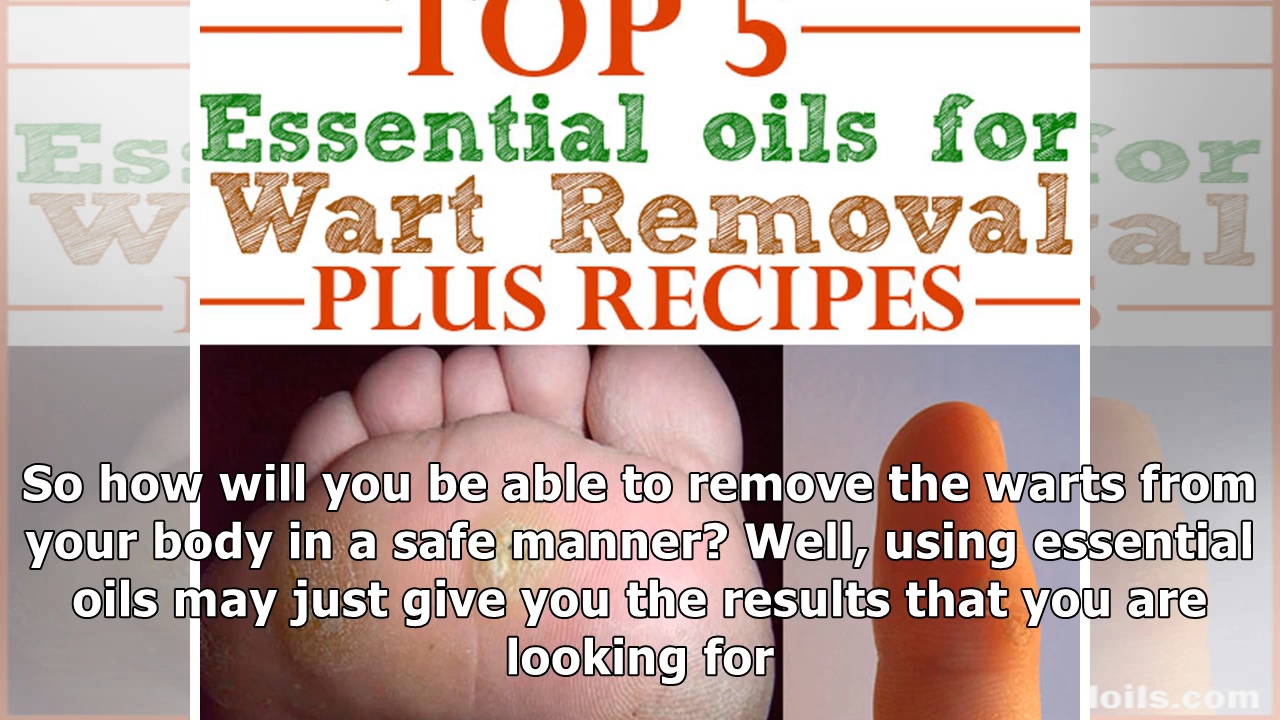 TOP 5
Essential oils for
Wart Removal
PLUS RECIPES
So how will you be able to remove the warts from
your body in a safe manner? Well, using essential
oils may just give you the results that you are
looking for
loils.com